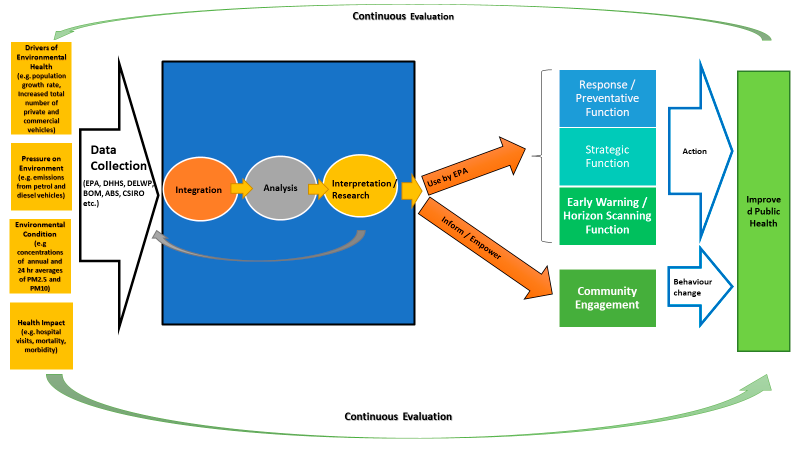 Continuous Evaluation
Drivers of
Environmental
Health
(e.g. population
growth rate,
Increased total
number of
private and
commercial
vehicles)
Pressure on
Environment
(e.g. emissions
from petrol and
diesel vehicles)
Environmental
Condition
(e.g
concentrations
of annual and
24 hr averages
of PM2.5 and
PM10)
Health Impact
(e.g. hospital
visits, mortality,
morbidity)
Data
Collection
(EPA, DHHS, DELWP,
BOM, ABS, CSIRO
etc.)
Integration
Analysis
Interpretation /
Research
Use by EPA
Inform / Empower
Response /
Preventative
Function
Strategic
Function
Early Warning /
Horizon Scanning
Function
Community
Engagement
Action
Behaviour
change
Improve
d Public
Health
Continuous Evaluation